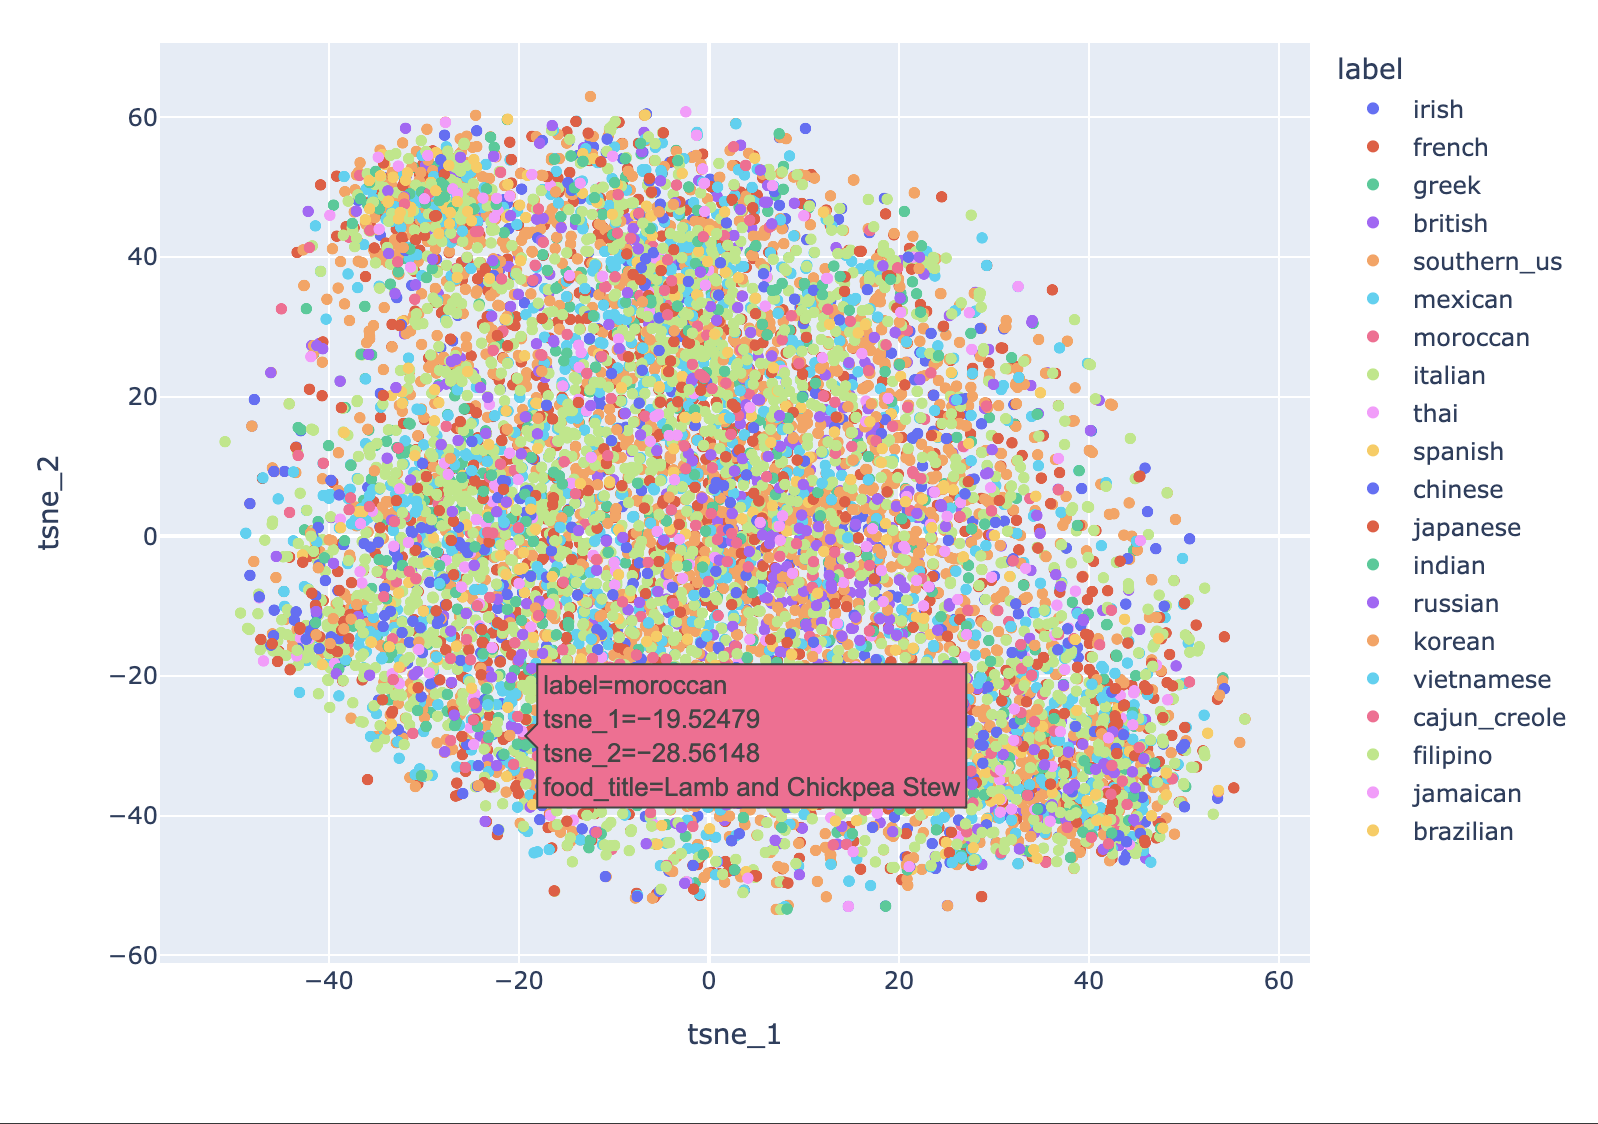 label
irish
french
greek
british
southern_us
mexican
moroccan
italian
thai
spanish
chinese
japanese
indian
russian
korean
vietnamese
cajun_creole
filipino
jamaican
brazilian
tsne_2
60
40
20
0
−20
−40
−60
label=moroccan
tsne_1=−19.52479
tsne_2=−28.56148
food_title=Lamb and Chickpea Stew
−40
−20
0
20
40
60
tsne_1